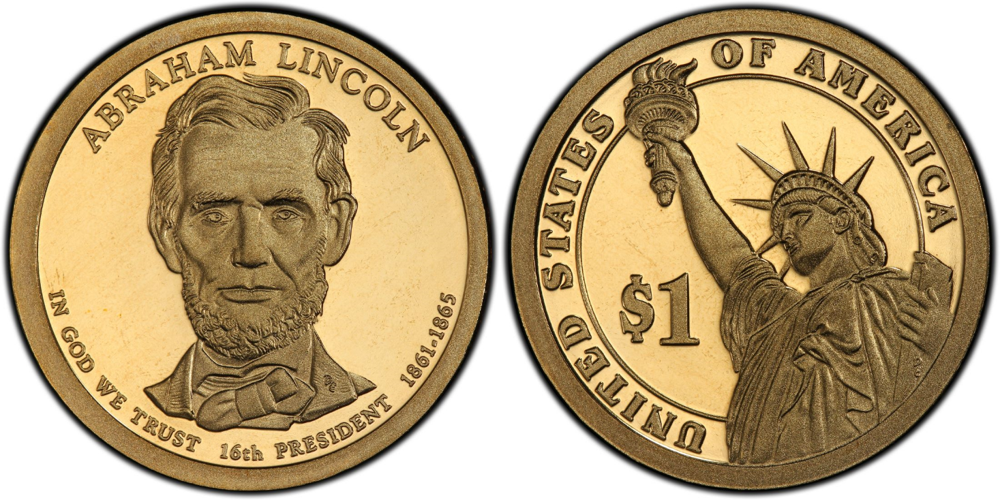 ABRAHAM LINCOLN
IN GOD WE TRUST 16th PRESIDENT 1861-1865
UNITED STATES OF AMERICA
$1